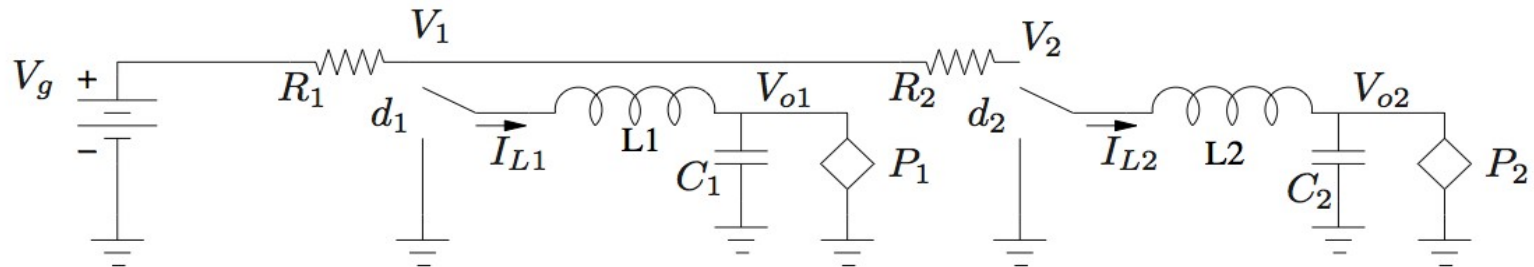 V1 V2
Vg + R1 R2 Vo1 Vo2
d1 d2
− IL1 L1 C1 P1 IL2 L2 C2 P2